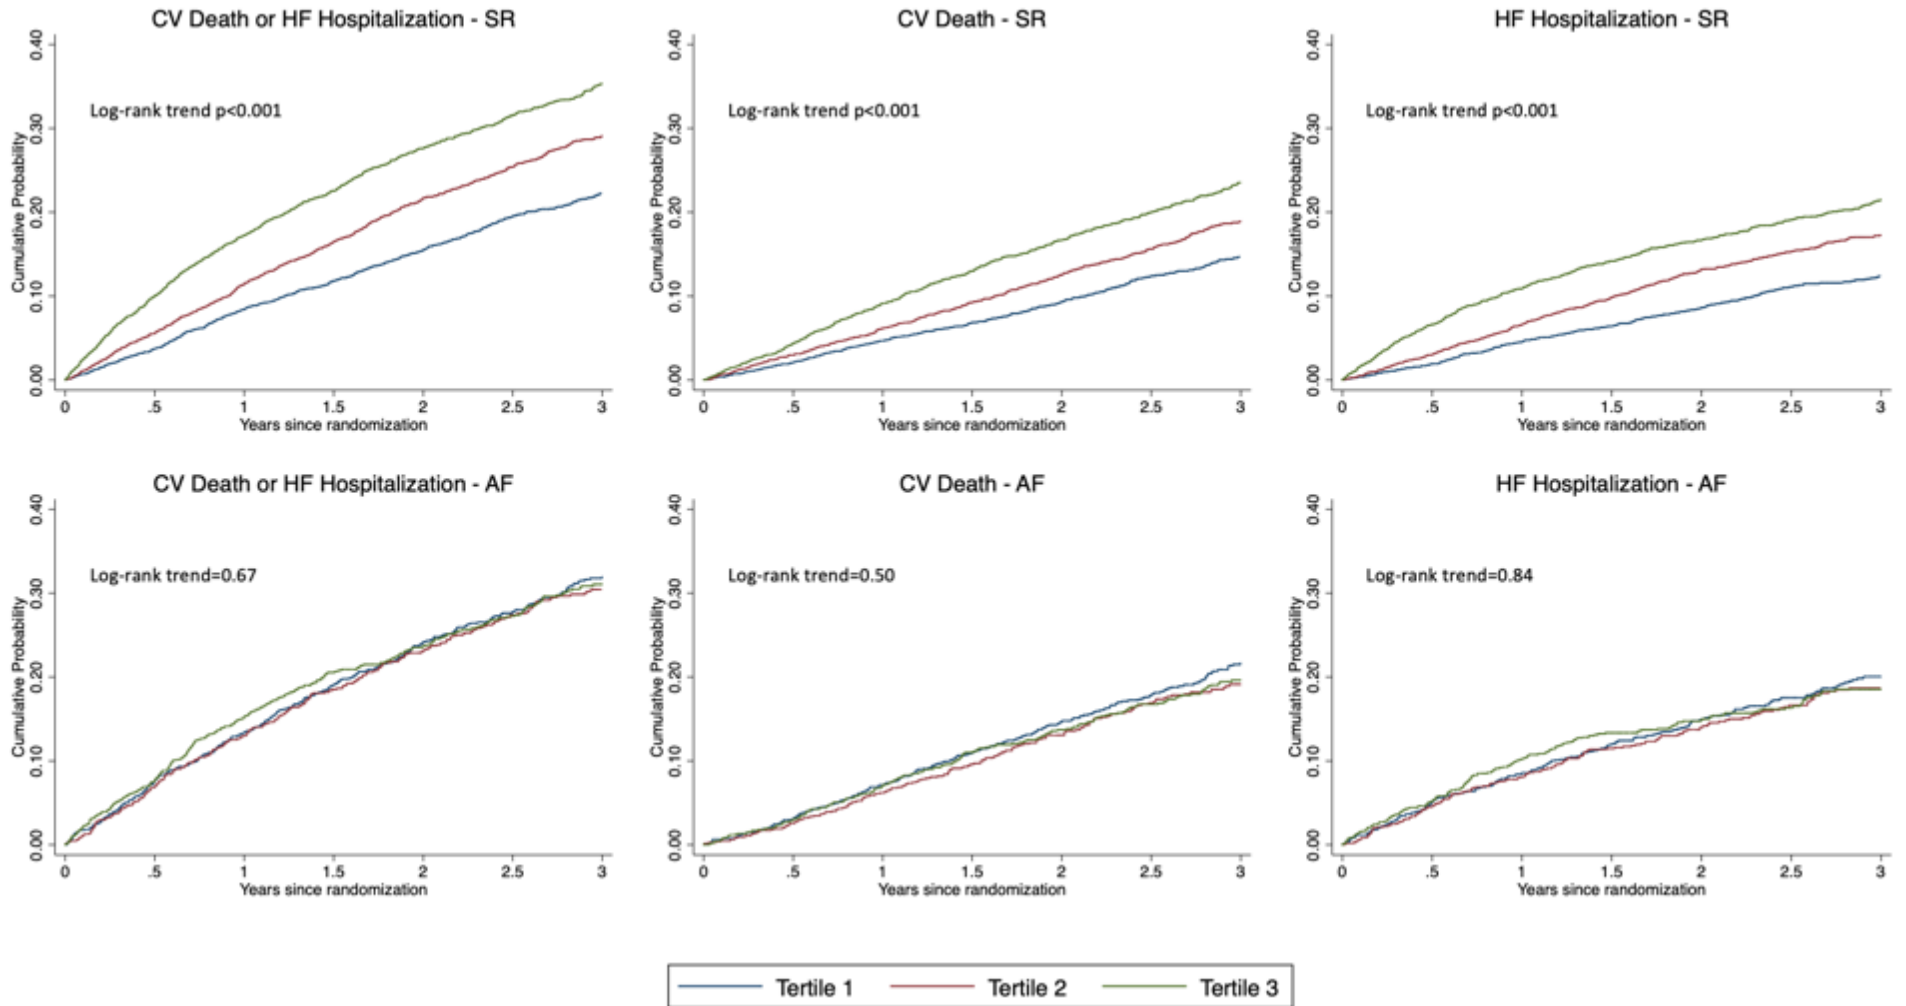 CV Death or HF Hospitalization - SR
Log-rank trend p<0.001
Cumulative Probability
0.00 0.10 0.20 0.30 0.40
0 .5 1 1.5 2 2.5 3
Years since randomization
CV Death - SR
Log-rank trend p<0.001
Cumulative Probability
0.00 0.10 0.20 0.30 0.40
0 .5 1 1.5 2 2.5 3
Years since randomization
HF Hospitalization - SR
Log-rank trend p<0.001
Cumulative Probability
0.00 0.10 0.20 0.30 0.40
0 .5 1 1.5 2 2.5 3
Years since randomization
CV Death or HF Hospitalization - AF
Log-rank trend=0.67
Cumulative Probability
0.00 0.10 0.20 0.30 0.40
0 .5 1 1.5 2 2.5 3
Years since randomization
CV Death - AF
Log-rank trend=0.50
Cumulative Probability
0.00 0.10 0.20 0.30 0.40
0 .5 1 1.5 2 2.5 3
Years since randomization
HF Hospitalization - AF
Log-rank trend=0.84
Cumulative Probability
0.00 0.10 0.20 0.30 0.40
0 .5 1 1.5 2 2.5 3
Years since randomization
Tertile 1 Tertile 2 Tertile 3